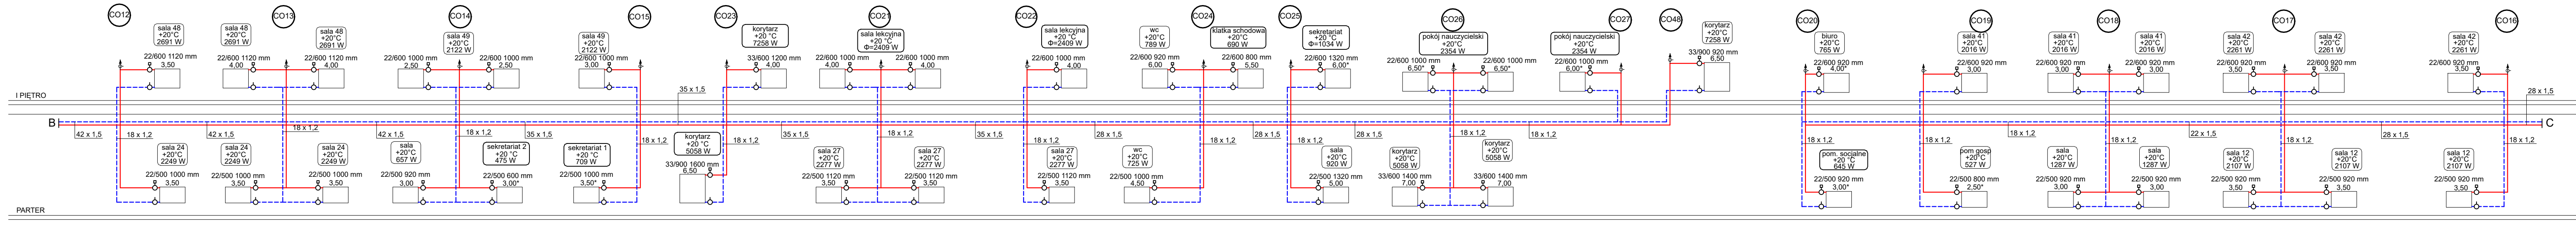 CO12
CO13
CO14
CO15
CO23
CO21
CO22
CO24
CO25
CO26
CO27
CO48
CO20
CO19
CO18
CO17
CO16
sala 48
+20°C
2691 W
22/600 1120 mm
3,50
sala 48
+20°C
2691 W
22/600 1120 mm
4,00
sala 48
+20°C
2691 W
22/600 1120 mm
4,00
sala 49
+20°C
2122 W
22/600 1000 mm
2,50
22/600 1000 mm
2,50
sala 49
+20°C
2122 W
22/600 1000 mm
3,00
korytarz
+20 °C
7258 W
33/600 1200 mm
4,00
sala lekcyjna
+20 °C
Φ=2409 W
22/600 1000 mm
4,00
22/600 1000 mm
4,00
sala lekcyjna
+20 °C
Φ=2409 W
22/600 1000 mm
4,00
wc
+20°C
789 W
22/600 920 mm
6,00
klatka schodowa
+20°C
690 W
22/600 800 mm
5,50
sekretariat
+20 °C
Φ=1034 W
22/600 1320 mm
6,00*
pokój nauczycielski
+20°C
2354 W
22/600 1000 mm
6,50*
22/600 1000 mm
6,50*
pokój nauczycielski
+20°C
2354 W
22/600 1000 mm
6,00*
korytarz
+20°C
7258 W
33/900 920 mm
6,50
biuro
+20°C
765 W
22/600 920 mm
4,00*
sala 41
+20°C
2016 W
22/600 920 mm
3,00
sala 41
+20°C
2016 W
22/600 920 mm
3,00
sala 41
+20°C
2016 W
22/600 920 mm
3,00
sala 42
+20°C
2261 W
22/600 920 mm
3,50
sala 42
+20°C
2261 W
22/600 920 mm
3,50
sala 42
+20°C
2261 W
22/600 920 mm
3,50
I PIĘTRO
35 x 1,5
28 x 1,5
B
C
42 x 1,5
18 x 1,2
42 x 1,5
18 x 1,2
42 x 1,5
18 x 1,2
35 x 1,5
18 x 1,2
18 x 1,2
35 x 1,5
18 x 1,2
35 x 1,5
18 x 1,2
28 x 1,5
18 x 1,2
28 x 1,5
18 x 1,2
28 x 1,5
18 x 1,2
18 x 1,2
18 x 1,2
18 x 1,2
18 x 1,2
18 x 1,2
22 x 1,5
18 x 1,2
28 x 1,5
18 x 1,2
sala 24
+20°C
2249 W
22/500 1000 mm
3,50
sala 24
+20°C
2249 W
22/500 1000 mm
3,50
sala 24
+20°C
2249 W
22/500 1000 mm
3,50
sala
+20°C
657 W
22/500 920 mm
3,00
sekretariat 2
+20 °C
475 W
22/500 600 mm
3,00*
sekretariat 1
+20 °C
709 W
22/500 1000 mm
3,50*
korytarz
+20 °C
5058 W
33/900 1600 mm
6,50
sala 27
+20°C
2277 W
22/500 1120 mm
3,50
sala 27
+20°C
2277 W
22/500 1120 mm
3,50
sala 27
+20°C
2277 W
22/500 1120 mm
3,50
wc
+20°C
725 W
22/500 1000 mm
4,50
sala
+20°C
920 W
22/500 1320 mm
5,00
korytarz
+20°C
5058 W
33/600 1400 mm
7,00
korytarz
+20°C
5058 W
33/600 1400 mm
7,00
pom. socjalne
+20 °C
645 W
22/500 920 mm
3,00*
pom gosp
+20°C
527 W
22/500 800 mm
2,50*
sala
+20°C
1287 W
22/500 920 mm
3,00
sala
+20°C
1287 W
22/500 920 mm
3,00
sala 12
+20°C
2107 W
22/500 920 mm
3,50
sala 12
+20°C
2107 W
22/500 920 mm
3,50
sala 12
+20°C
2107 W
22/500 920 mm
3,50
PARTER